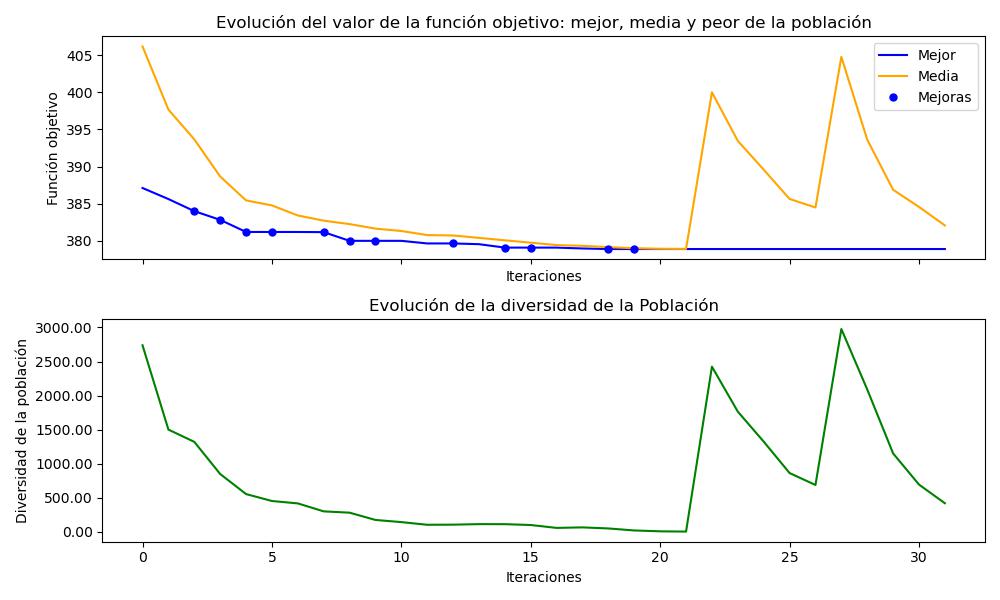 Evolución del valor de la función objetivo: mejor, media y peor de la población
Función objetivo
405
400
395
390
385
380
Mejor
Media
Mejoras
Iteraciones
Evolución de la diversidad de la Población
Diversidad de la población
3000.00
2500.00
2000.00
1500.00
1000.00
500.00
0.00
0 5 10 15 20 25 30
Iteraciones